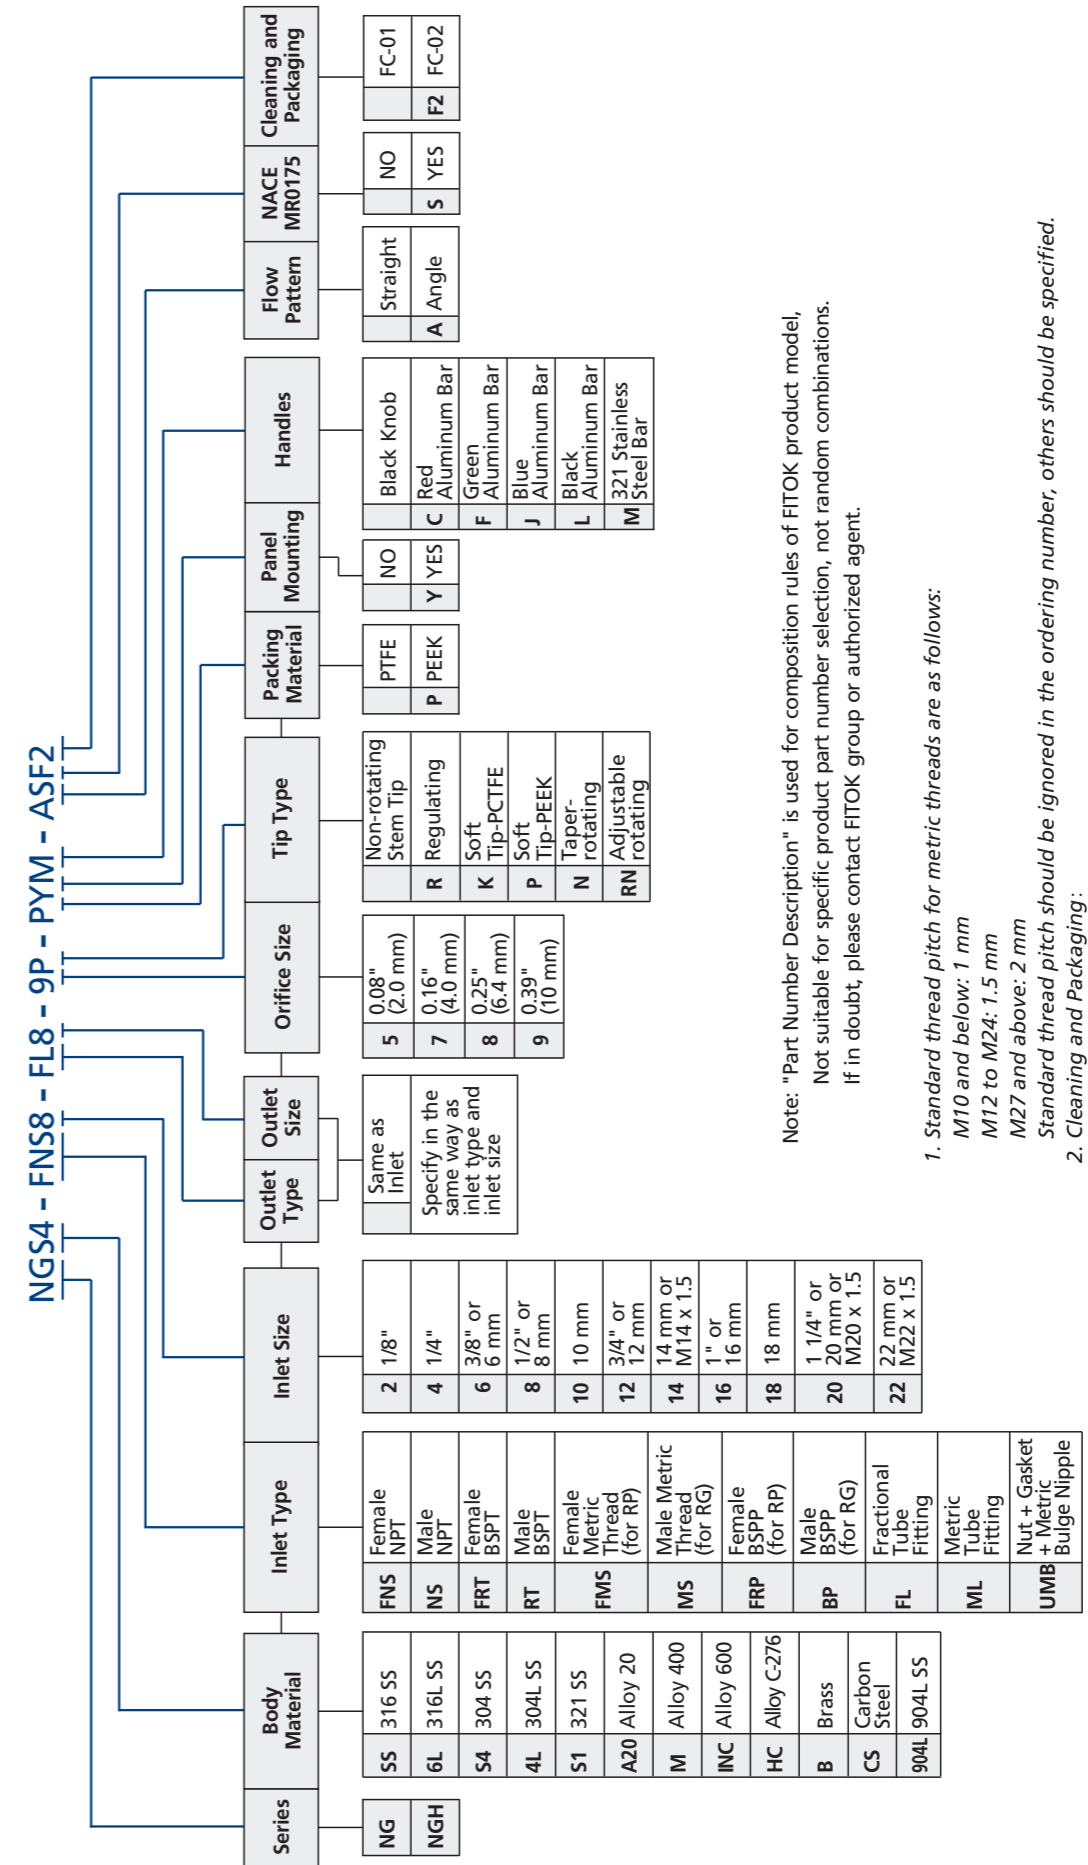 NGS4 - FNS8 - FL8 - 9P - PYM - ASF2
Series
NG
NGH
Body
Material
SS 316 SS
6L 316L SS
S4 304 SS
4L 304L SS
S1 321 SS
A20 Alloy 20
M Alloy 400
INC Alloy 600
HC Alloy C-276
B Brass
CS Carbon
Steel
904L 904L SS
Inlet Type
FNS Female
NPT
NS Male
NPT
FRT Female
BSPT
RT Male
BSPT
FMS Female
Metric
Thread
(for RP)
MS Male Metric
Thread
(for RG)
FRP Female
BSPP
(for RP)
BP Male
BSPP
(for RG)
FL Fractional
Tube
Fitting
ML Metric
Tube
Fitting
UMB Nut + Gasket
+ Metric
Bulge Nipple
Inlet Size
2 1/8"
4 1/4"
6 3/8" or
6 mm
8 1/2" or
8 mm
10 10 mm
12 3/4" or
12 mm
14 14 mm or
M14 x 1.5
16 1" or
16 mm
18 18 mm
20 1 1/4" or
20 mm or
M20 x 1.5
22 22 mm or
M22 x 1.5
Outlet
Type
Outlet
Size
Same as
Inlet
Specify in the
same way as
inlet type and
inlet size
Orifice Size
5 0.08"
(2.0 mm)
7 0.16"
(4.0 mm)
8 0.25"
(6.4 mm)
9 0.39"
(10 mm)
Tip Type
Non-rotating
Stem Tip
R Regulating
K Soft
Tip-PCTFE
P Soft
Tip-PEEK
N Taper-
rotating
RN Adjustable
rotating
Packing
Material
PTFE
P PEEK
Panel
Mounting
NO
Y YES
Handles
Black Knob
C Red
Aluminum Bar
F Green
Aluminum Bar
J Blue
Aluminum Bar
L Black
Aluminum Bar
M 321 Stainless
Steel Bar
Flow
Pattern
Straight
A Angle
NACE
MR0175
NO
S YES
Cleaning and
Packaging
FC-01
F2 FC-02
Note: "Part Number Description" is used for composition rules of FITOK product model,
Not suitable for specific product part number selection, not random combinations.
If in doubt, please contact FITOK group or authorized agent.
1. Standard thread pitch for metric threads are as follows:
M10 and below: 1 mm
M12 to M24: 1.5 mm
M27 and above: 2 mm
Standard thread pitch should be ignored in the ordering number, others should be specified.
2. Cleaning and Packaging: